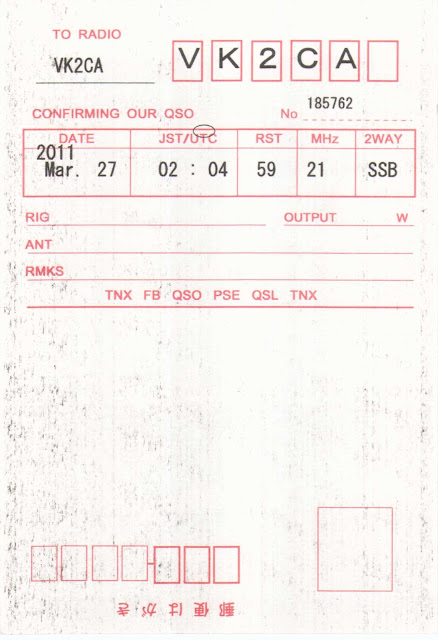 TO RADIO
VK2CA VK2CA
CONFIRMING OUR QSO No 185762
DATE JST/UTC RST MHz 2WAY
2011
Mar. 27 02 : 04 59 21 SSB
RIG OUTPUT W
ANT
RMKS
TNX FB QSO PSE QSL TNX
郵便はがき